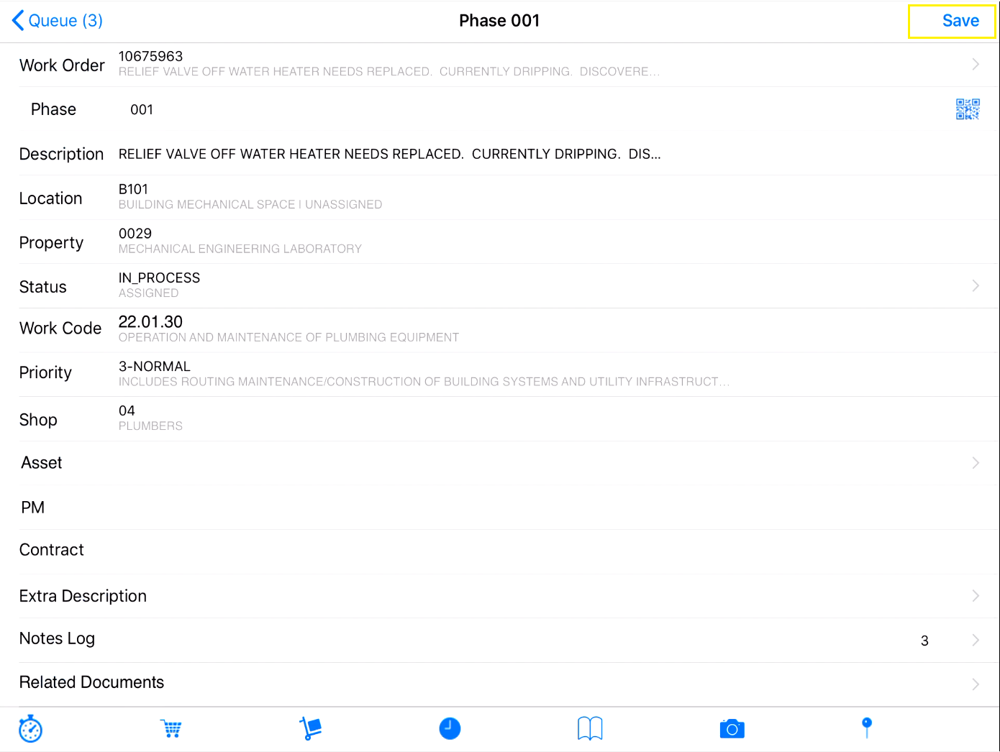 Queue (3)
Phase 001
Save
Work Order
10675963
RELIEF VALVE OFF WATER HEATER NEEDS REPLACED.  CURRENTLY DRIPPING.  DISCOVERE...
Phase
001
Description
RELIEF VALVE OFF WATER HEATER NEEDS REPLACED.  CURRENTLY DRIPPING.  DIS...
Location
B101
BUILDING MECHANICAL SPACE | UNASSIGNED
Property
0029
MECHANICAL ENGINEERING LABORATORY
Status
IN_PROCESS
ASSIGNED
Work Code
22.01.30
OPERATION AND MAINTENANCE OF PLUMBING EQUIPMENT
Priority
3-NORMAL
INCLUDES ROUTING MAINTENANCE/CONSTRUCTION OF BUILDING SYSTEMS AND UTILITY INFRASTRUCT...
Shop
04
PLUMBERS
Asset
PM
Contract
Extra Description
Notes Log
3
Related Documents